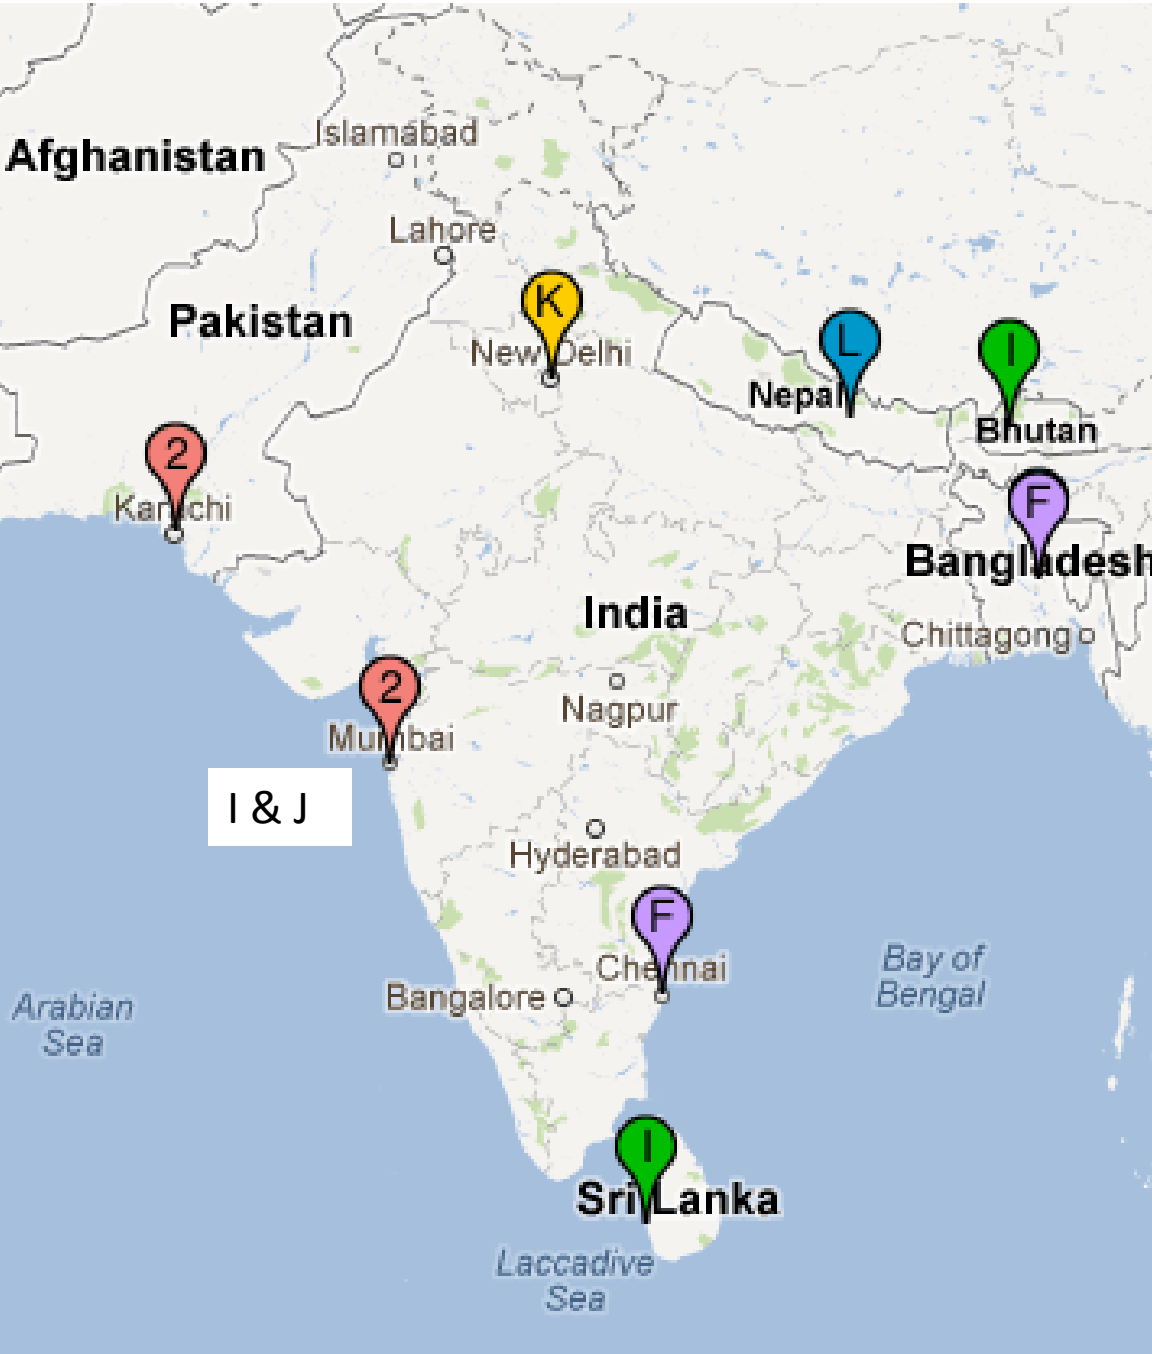 Islamabad
Afghanistan
Lahore
K
Pakistan
New Delhi
L
I
Nepal
Bhutan
2
Karachi
F
Bangladesh
India
Chittagong
2
Nagpur
Mumbai
I & J
Hyderabad
F
Chennai
Bay of
Bengal
Bangalore
Arabian
Sea
I
Sri Lanka
Laccadive
Sea